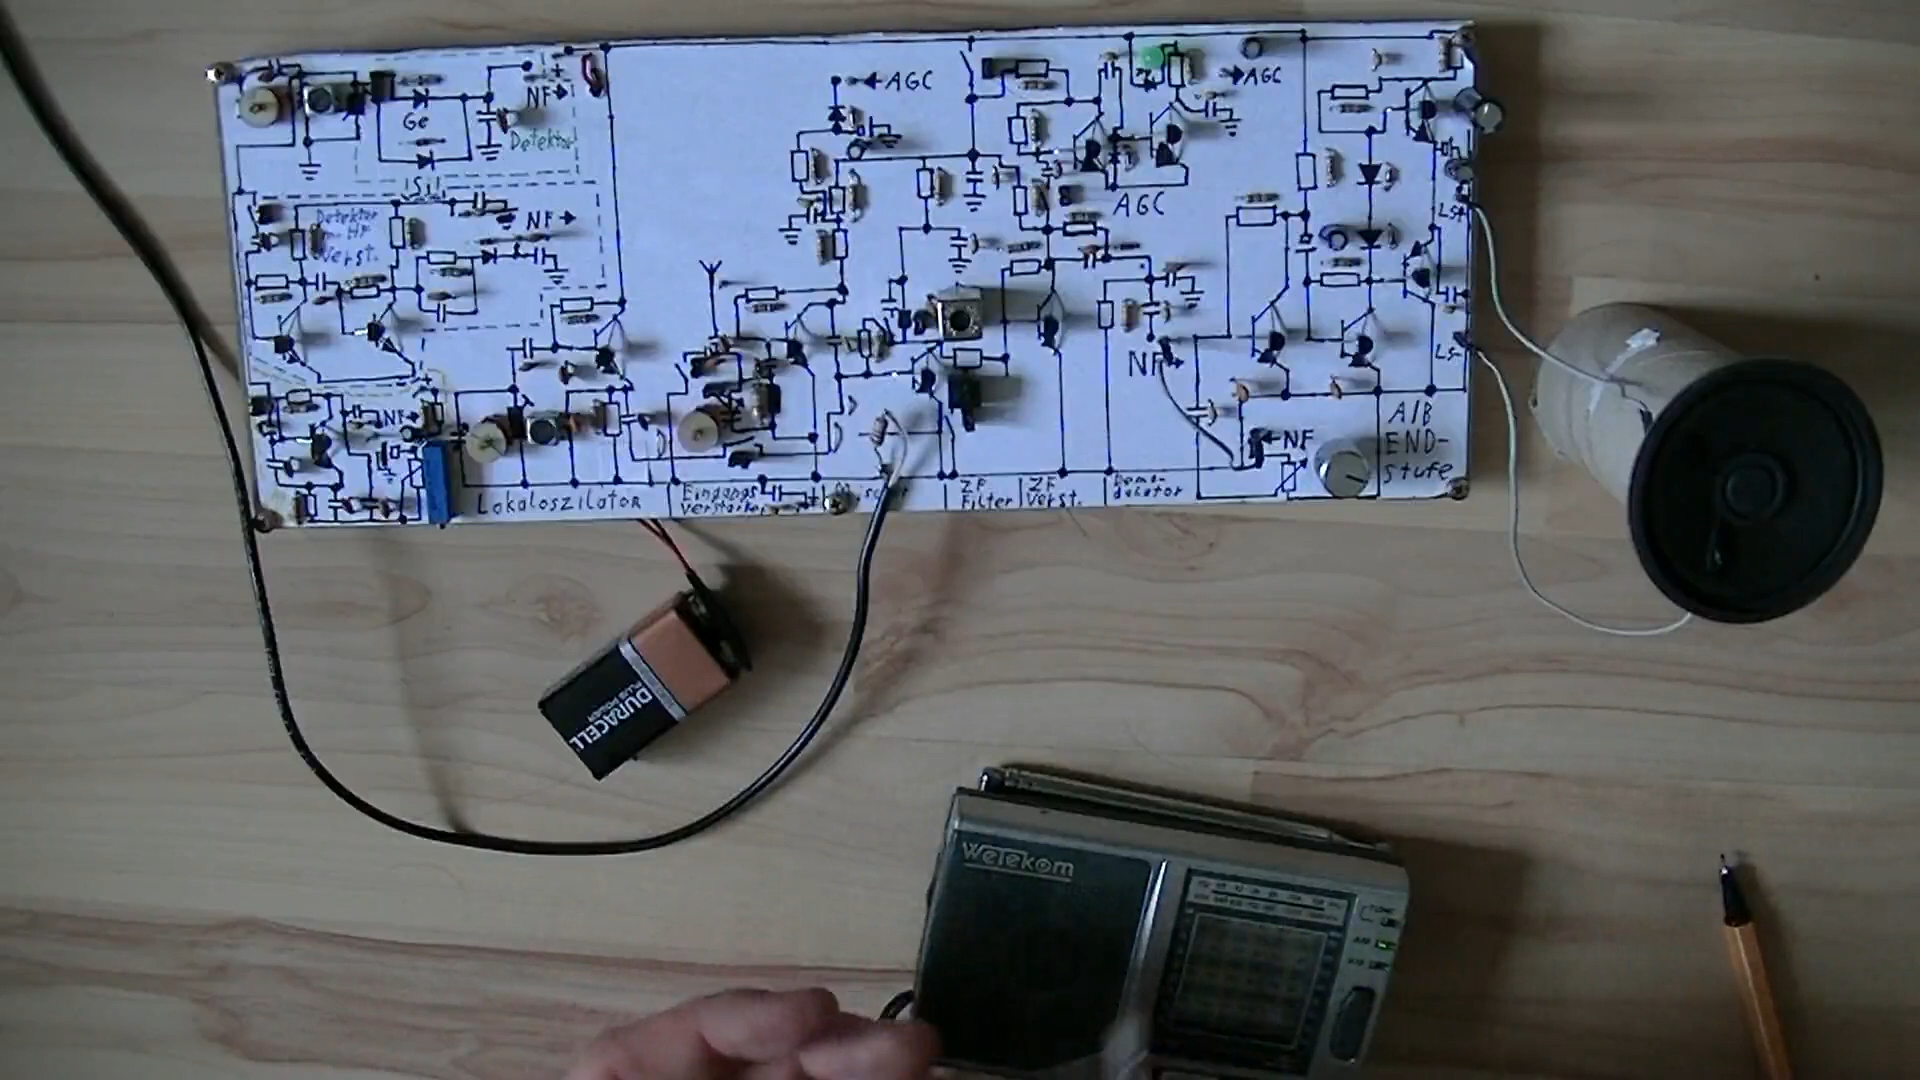 AGC
AGC
Ge
NF
Detektor
Sil
Detektor
m. HF
Verst.
NF
AGC
LS+
LS-
NF
NF
NF
A/B
END-
stufe
Lokaloszilator
Eingangs
verstärker
Mischer
ZF
Filter
ZF
Verst.
Demo-
dulator
DURACELL
PLUS POWER
WeTekom